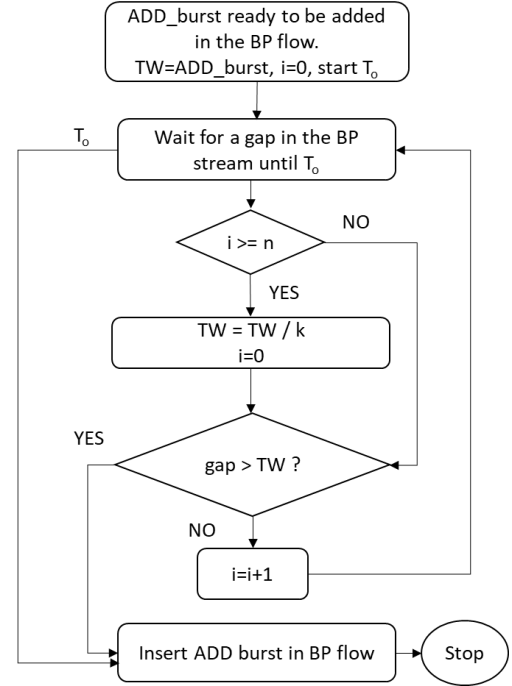 ADD_burst ready to be added
in the BP flow.
TW=ADD_burst, i=0, start To
To
Wait for a gap in the BP
stream until To
NO
i >= n
YES
TW = TW / k
i=0
YES
gap > TW ?
NO
i=i+1
Insert ADD burst in BP flow
Stop